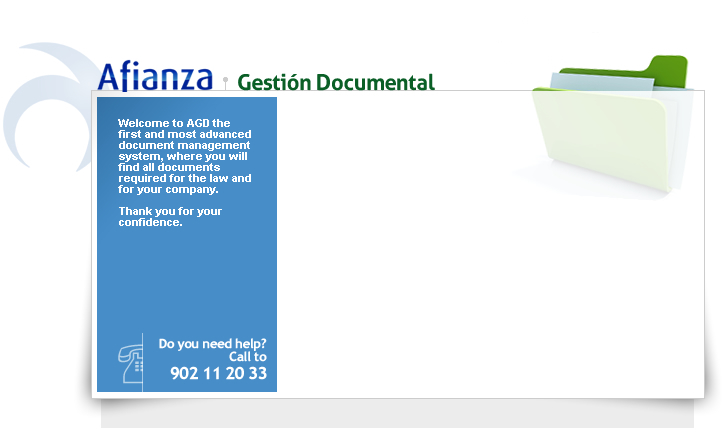 Afianza
Gestión Documental
Welcome to AGD the
first and most advanced
document management
system, where you will
find all documents
required for the law and
for your company.
Thank you for your
confidence.
Do you need help?
Call to
902 11 20 33